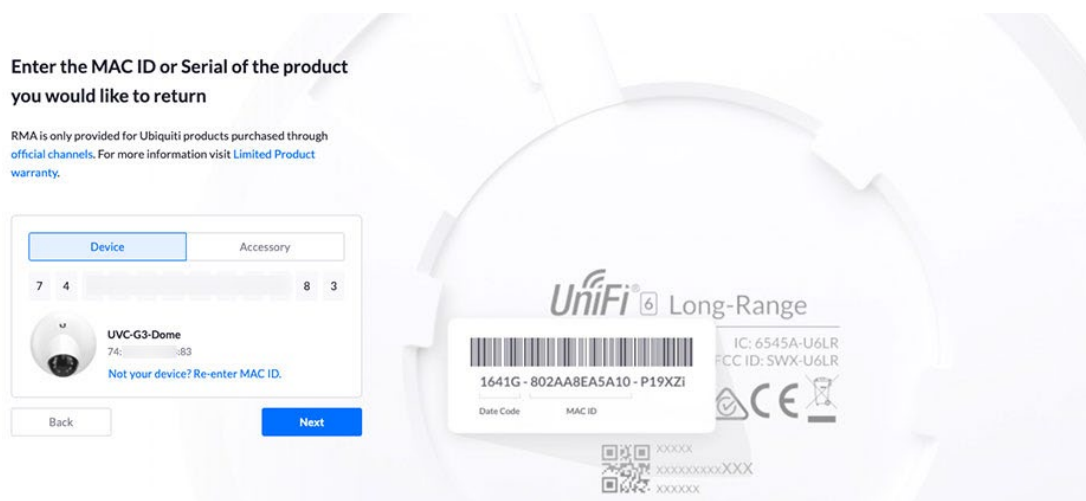 Enter the MAC ID or Serial of the product
you would like to return
RMA is only provided for Ubiquiti products purchased through
official channels. For more information visit Limited Product
warranty.
Device Accessory
7 4 8 3
UVC-G3-Dome
74: :83
Not your device? Re-enter MAC ID.
Back Next
UniFi® 6 Long-Range
IC: 6545A-U6LR
FCC ID: SWX-U6LR
1641G - 802AA8EA5A10 - P19XZi
Date Code MAC ID
CE
XXXXX
XXXXXXXXXXXX
XXXXXX